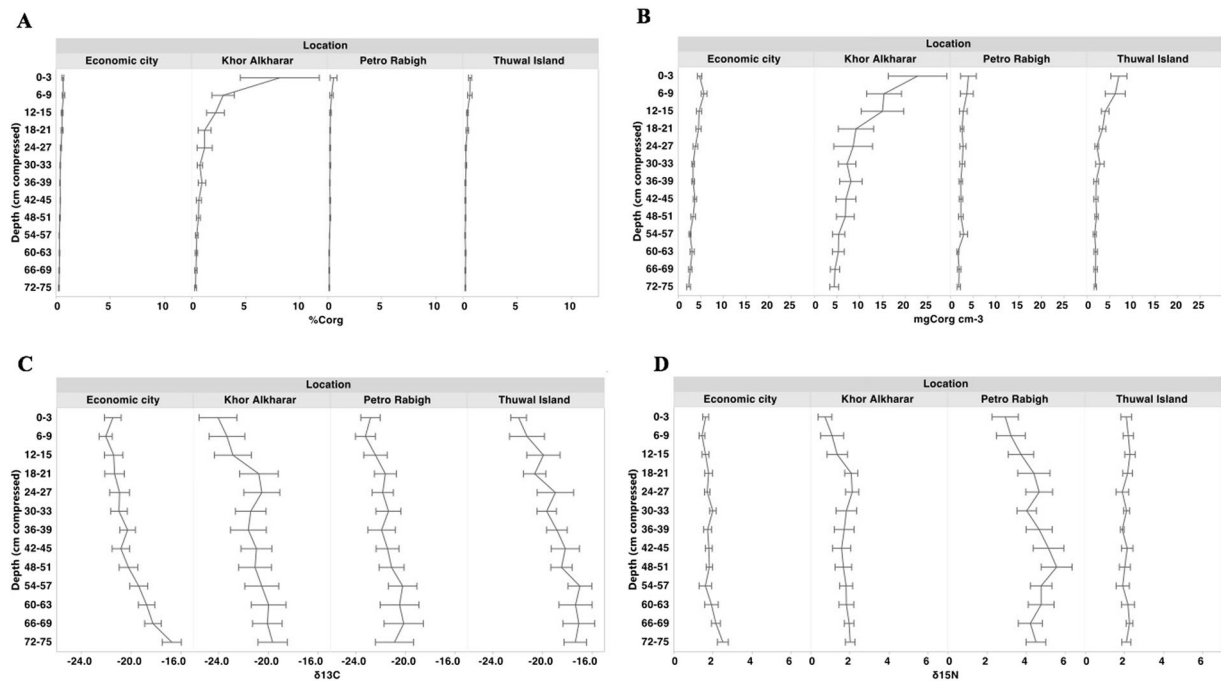 A
Location
Economic city Khor Alkharar Petro Rabigh Thuwal Island
Depth (cm compressed)
0-3
6-9
12-15
18-21
24-27
30-33
36-39
42-45
48-51
54-57
60-63
66-69
72-75
0 5 10 0 5 10 0 5 10 0 5 10
%Corg
B
Location
Economic city Khor Alkharar Petro Rabigh Thuwal Island
Depth (cm compressed)
0-3
6-9
12-15
18-21
24-27
30-33
36-39
42-45
48-51
54-57
60-63
66-69
72-75
0 5 10 15 20 25 0 5 10 15 20 25 0 5 10 15 20 25 0 5 10 15 20 25
mgCorg cm-3
C
Location
Economic city Khor Alkharar Petro Rabigh Thuwal Island
Depth (cm compressed)
0-3
6-9
12-15
18-21
24-27
30-33
36-39
42-45
48-51
54-57
60-63
66-69
72-75
-24.0 -20.0 -16.0 -24.0 -20.0 -16.0 -24.0 -20.0 -16.0 -24.0 -20.0 -16.0
δ13C
D
Location
Economic city Khor Alkharar Petro Rabigh Thuwal Island
Depth (cm compressed)
0-3
6-9
12-15
18-21
24-27
30-33
36-39
42-45
48-51
54-57
60-63
66-69
72-75
0 2 4 6 0 2 4 6 0 2 4 6 0 2 4 6
δ15N